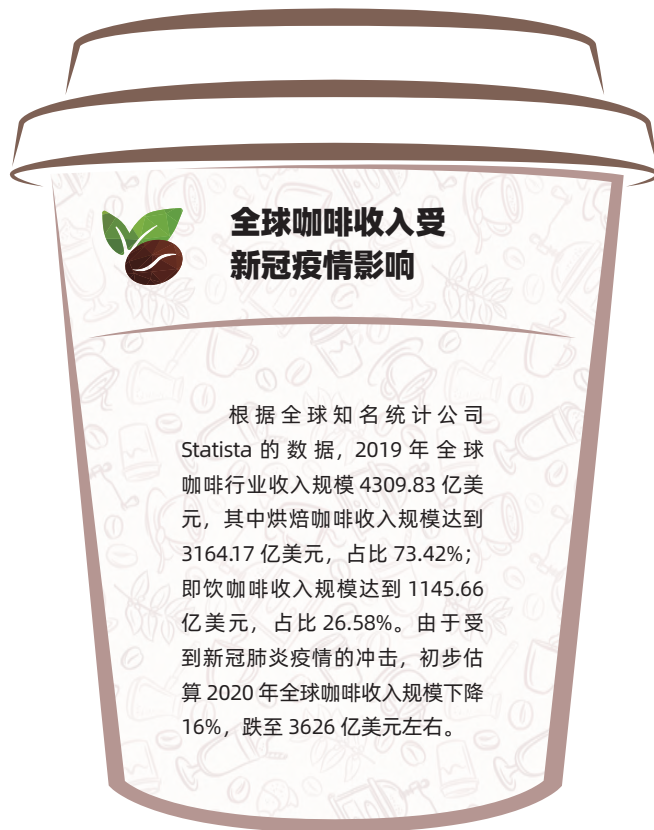 全球咖啡收入受
新冠疫情影响
根据全球知名统计公司
Statista 的数据，2019 年全球
咖啡行业收入规模 4309.83 亿美
元，其中烘焙咖啡收入规模达到
3164.17 亿美元，占比 73.42%；
即饮咖啡收入规模达到 1145.66
亿美元，占比 26.58%。由于受
到新冠肺炎疫情的冲击，初步估
算 2020 年全球咖啡收入规模下降
16%，跌至 3626 亿美元左右。